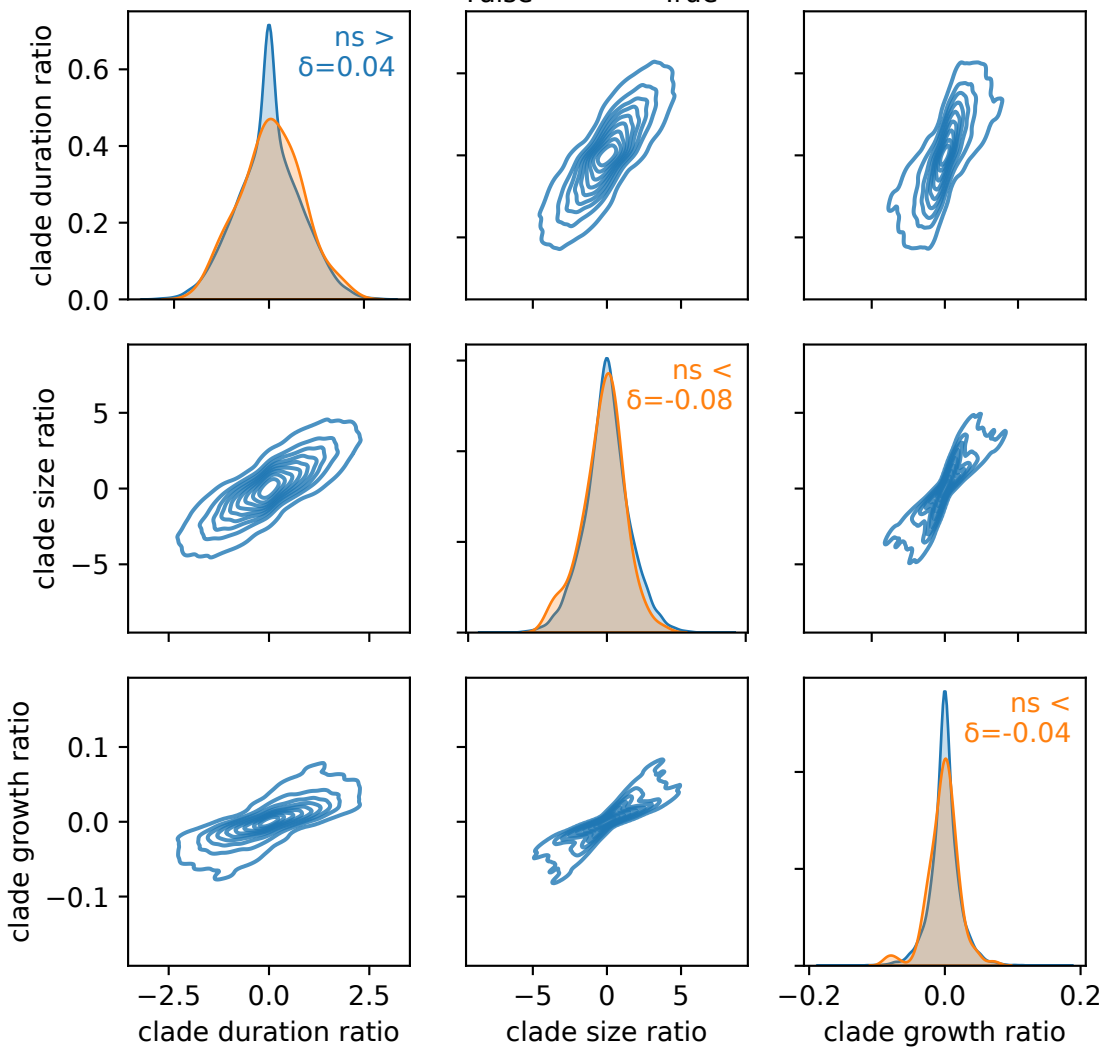 ns >
δ=0.04
clade duration ratio
0.6
0.4
0.2
0.0
ns <
δ=-0.08
clade size ratio
5
0
−5
ns <
δ=-0.04
clade growth ratio
0.1
0.0
−0.1
−2.5 0.0 2.5
−5 0 5
−0.2 0.0 0.2
clade duration ratio
clade size ratio
clade growth ratio